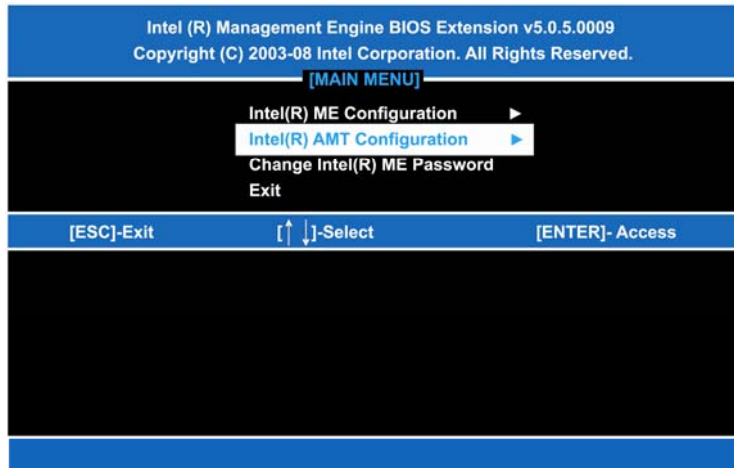 Intel (R) Management Engine BIOS Extension v5.0.5.0009
Copyright (C) 2003-08 Intel Corporation. All Rights Reserved.
[MAIN MENU]
Intel(R) ME Configuration ►
Intel(R) AMT Configuration ►
Change Intel(R) ME Password
Exit
[ESC]-Exit [↑ ↓]-Select [ENTER]- Access